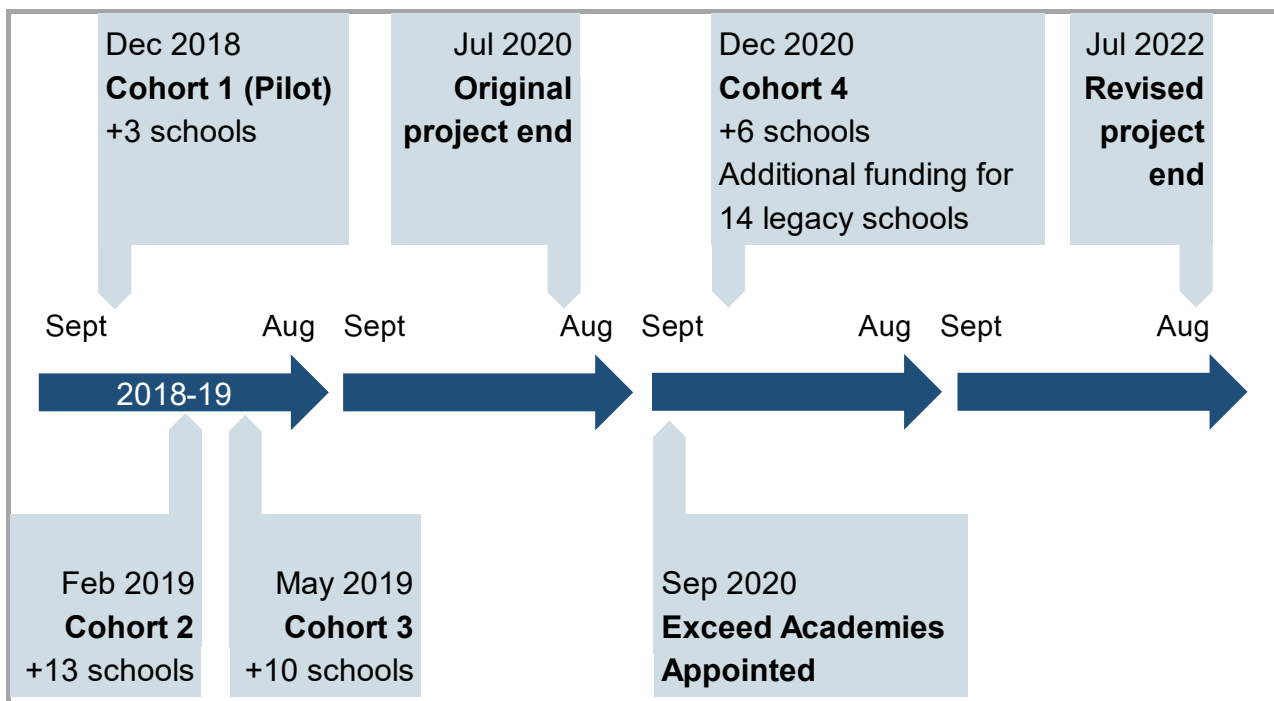 Dec 2018
Cohort 1 (Pilot)
+3 schools
Jul 2020
Original
project end
Dec 2020
Cohort 4
+6 schools
Additional funding for
14 legacy schools
Jul 2022
Revised
project
end
Sept Aug Sept Aug Sept Aug Sept Aug
2018-19
Feb 2019
Cohort 2
+13 schools
May 2019
Cohort 3
+10 schools
Sep 2020
Exceed Academies
Appointed